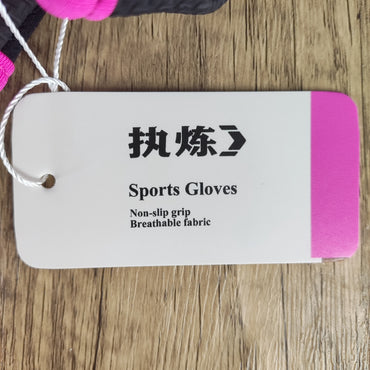 执炼
Sports Gloves
Non-slip grip
Breathable fabric